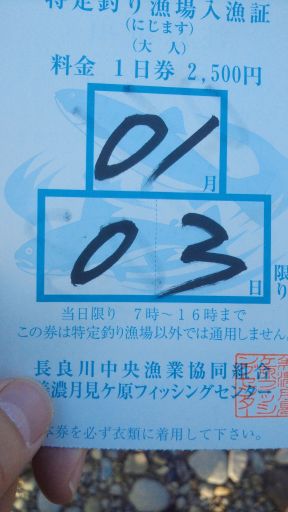 特定釣り漁場入漁証
(にじます)
(大 人)
料金 1日券 2,500円
01月
03日限り
当日限り 7時〜16時まで
この券は特定釣り漁場以外では通用しません
長良川中央漁業協同組合
美濃月見ケ原フィッシングセンター
本券を必ず衣類に着用して下さい。